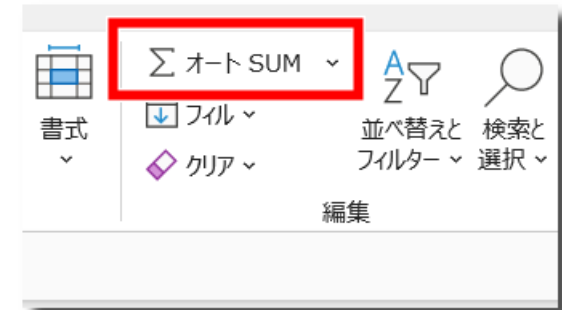 オート SUM
フィル
クリア
書式
並べ替えと
フィルター
検索と
選択
編集